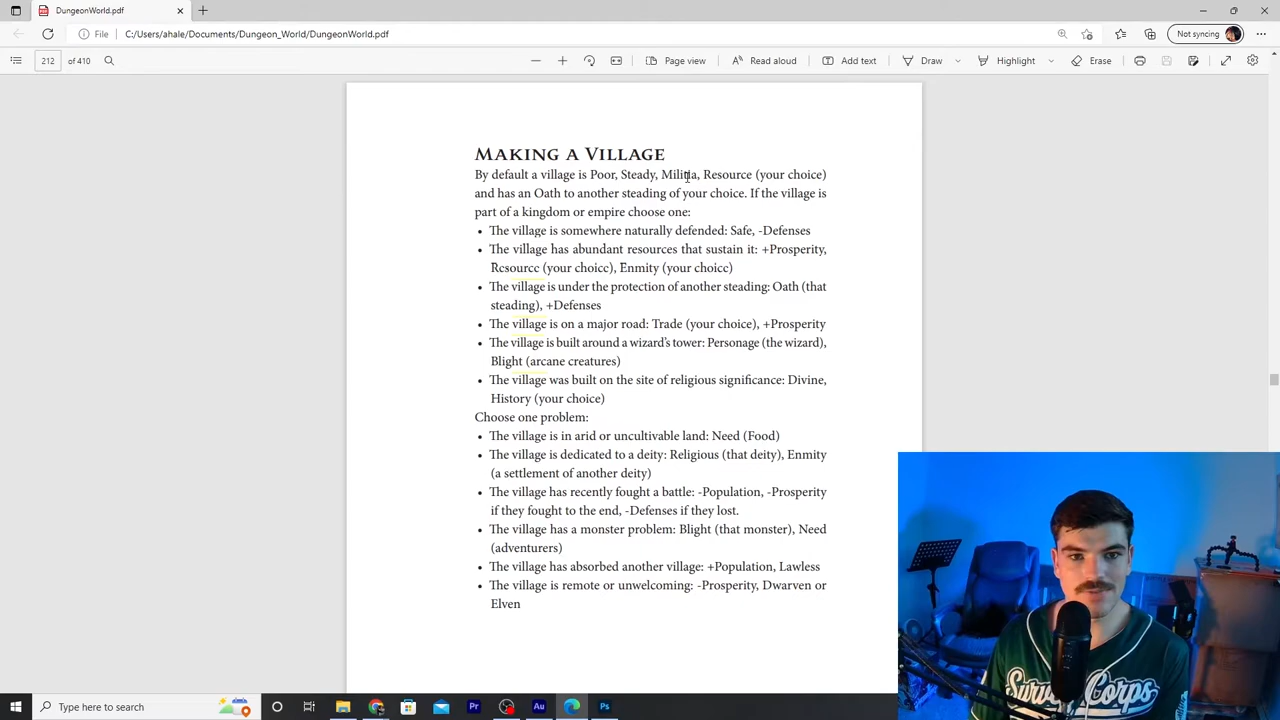 DungeonWorld.pdf
File C:/Users/ahale/Documents/Dungeon_World/DungeonWorld.pdf Not syncing
212 of 410 Page view Read aloud Add text Draw Highlight Erase
Making a Village
By default a village is Poor, Steady, Militia, Resource (your choice)
and has an Oath to another steading of your choice. If the village is
part of a kingdom or empire choose one:
• The village is somewhere naturally defended: Safe, -Defenses
• The village has abundant resources that sustain it: +Prosperity,
Resource (your choice), Enmity (your choice)
• The village is under the protection of another steading: Oath (that
steading), +Defenses
• The village is on a major road: Trade (your choice), +Prosperity
• The village is built around a wizard's tower: Personage (the wizard),
Blight (arcane creatures)
• The village was built on the site of religious significance: Divine,
History (your choice)
Choose one problem:
• The village is in arid or uncultivable land: Need (Food)
• The village is dedicated to a deity: Religious (that deity), Enmity
(a settlement of another deity)
• The village has recently fought a battle: -Population, -Prosperity
if they fought to the end, -Defenses if they lost.
• The village has a monster problem: Blight (that monster), Need
(adventurers)
• The village has absorbed another village: +Population, Lawless
• The village is remote or unwelcoming: -Prosperity, Dwarven or
Elven
Corps
Type here to search
Pr
Au
Ps